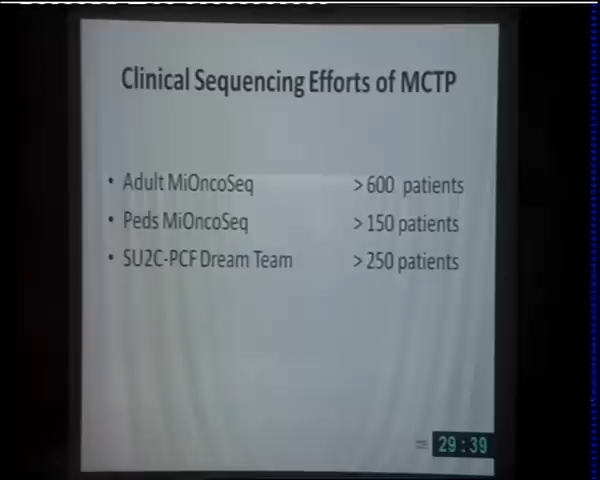 Clinical Sequencing Efforts of MCTP
• Adult MiOncoSeq > 600 patients
• Peds MiOncoSeq > 150 patients
• SU2C-PCF Dream Team > 250 patients
29:39